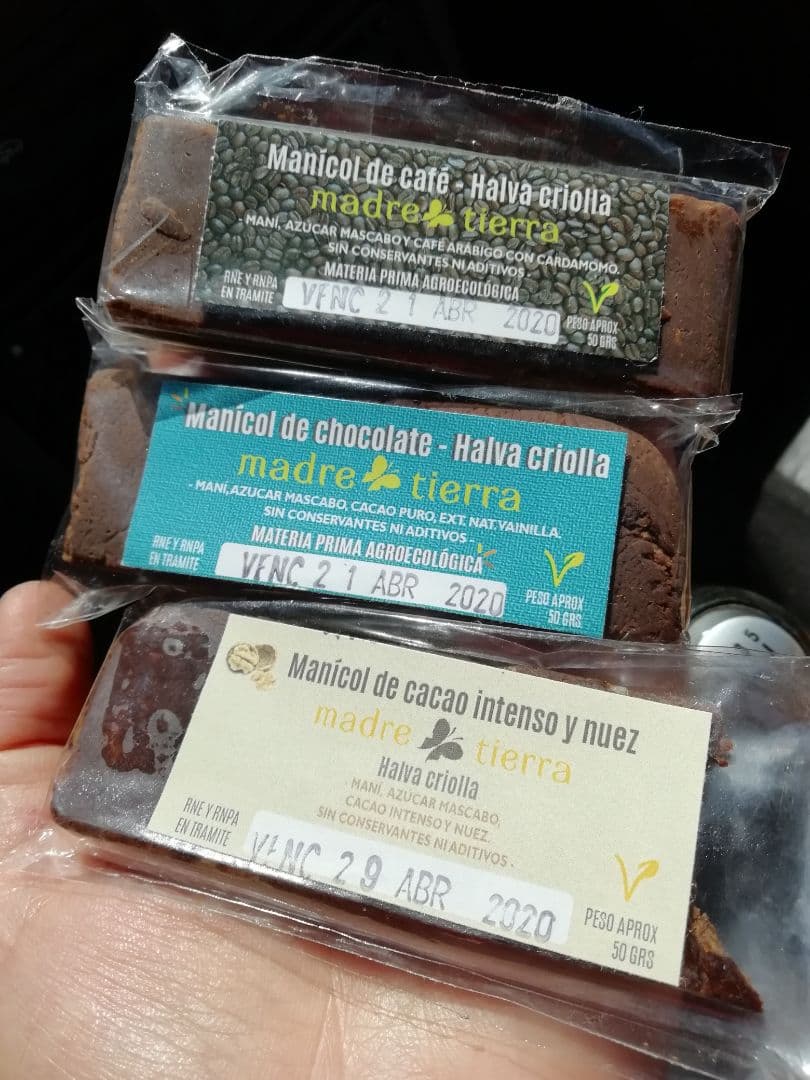 Manícol de café - Halva criolla
madre tierra
- MANÍ, AZÚCAR MASCABO Y CAFÉ ARÁBIGO CON CARDAMOMO.
SIN CONSERVANTES NI ADITIVOS .
MATERIA PRIMA AGROECOLÓGICA
RNE Y RNPA
EN TRAMITE
VENC 2 1 ABR 2020
PESO APROX
50 GRS
Manícol de chocolate - Halva criolla
madre tierra
- MANÍ, AZUCAR MASCABO, CACAO PURO, EXT. NAT. VAINILLA.
SIN CONSERVANTES NI ADITIVOS .
MATERIA PRIMA AGROECOLÓGICA
RNE Y RNPA
EN TRAMITE
VENC 2 1 ABR 2020
PESO APROX
50 GRS
Manícol de cacao intenso y nuez
madre tierra
Halva criolla
MANÍ, AZÚCAR MASCABO,
CACAO INTENSO Y NUEZ.
SIN CONSERVANTES NI ADITIVOS .
RNE Y RNPA
EN TRAMITE
VENC 2 9 ABR 2020
PESO APROX
50 GRS
5